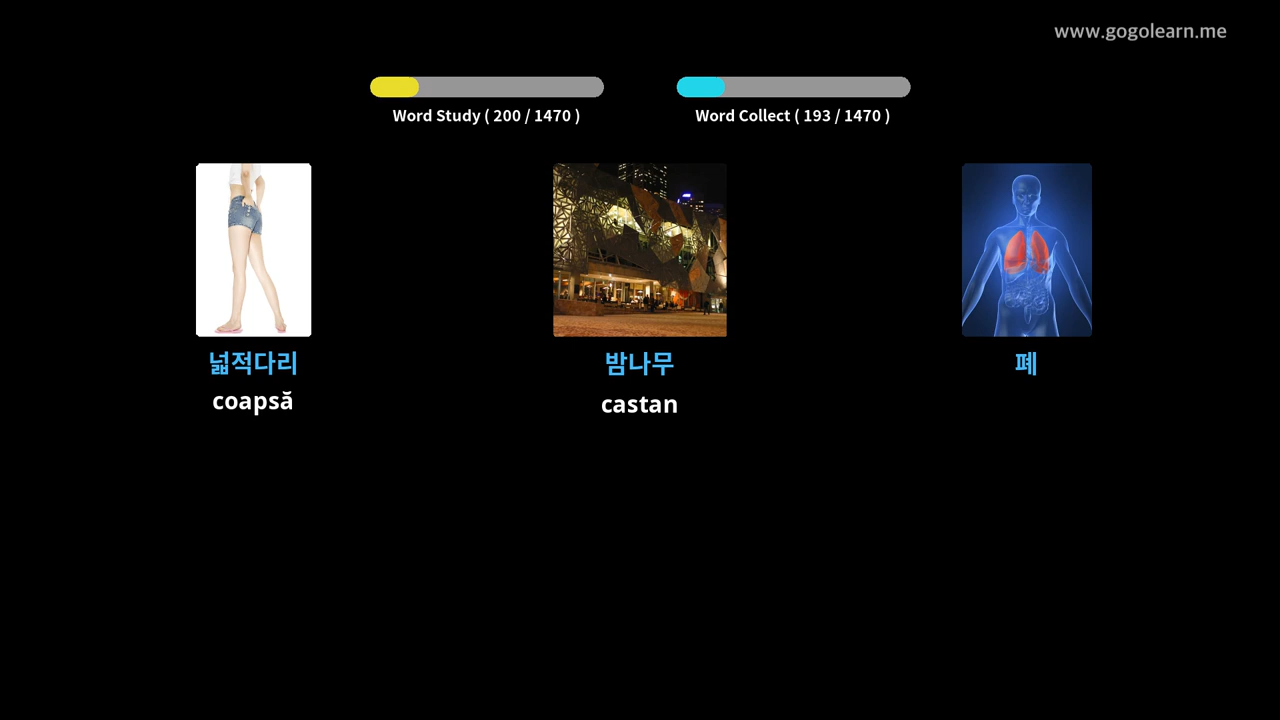 www.gogolearn.me
Word Study ( 200 / 1470 )
Word Collect ( 193 / 1470 )
넓적다리
밤나무
폐
coapsă
castan